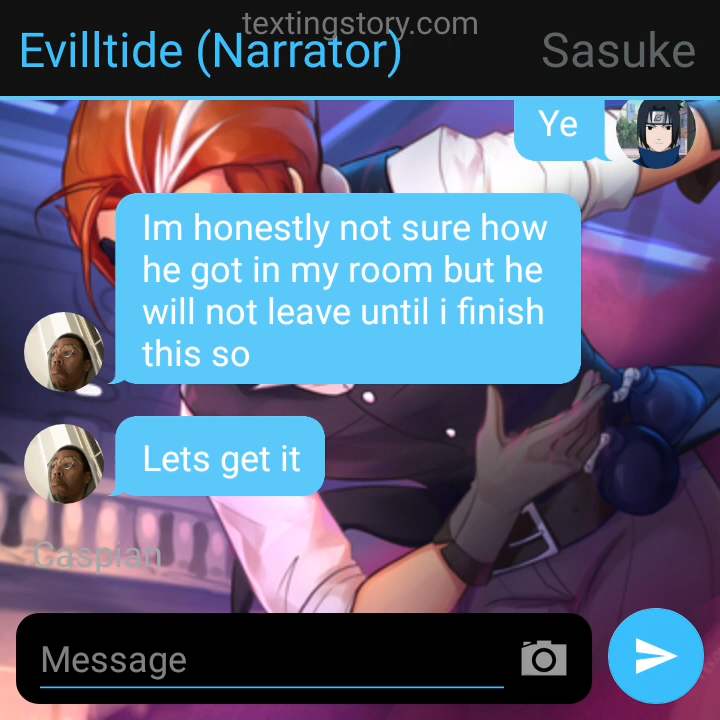 textingstory.com
Evilltide (Narrator)
Sasuke
Ye
Im honestly not sure how
he got in my room but he
will not leave until i finish
this so
Lets get it
Caspian
Message